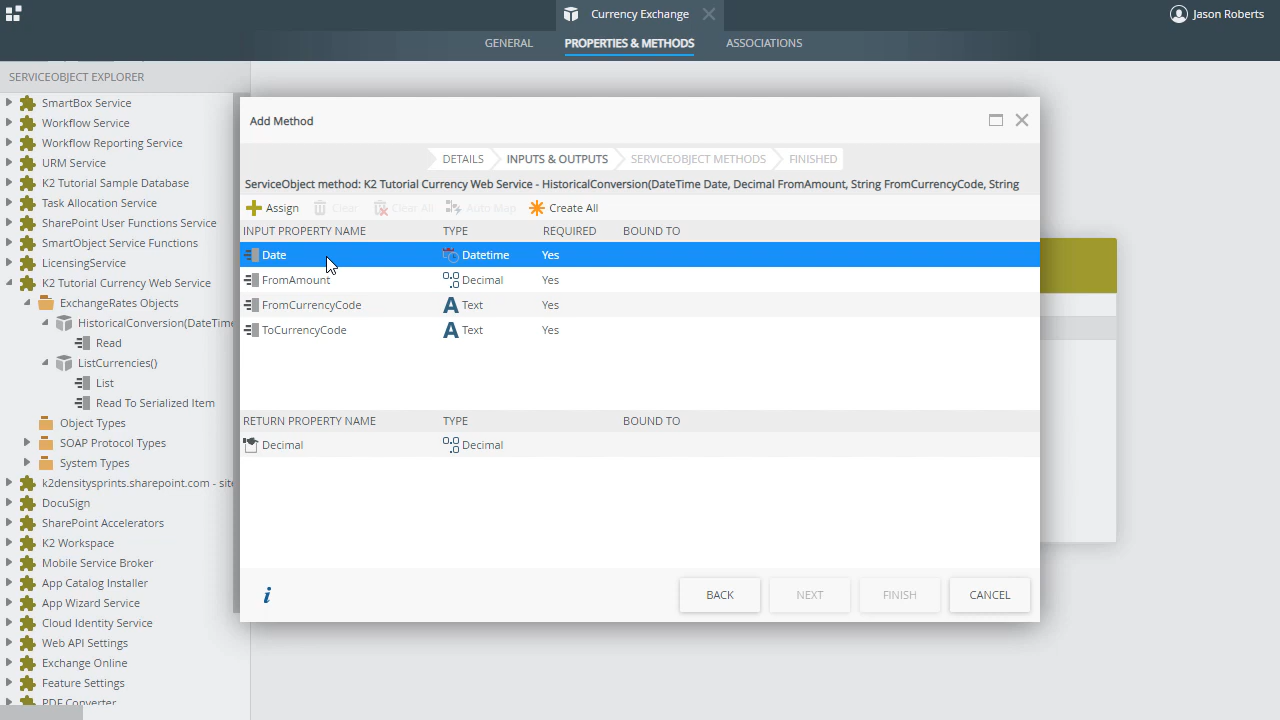 Currency Exchange
Jason Roberts
GENERAL
PROPERTIES & METHODS
ASSOCIATIONS
SERVICEOBJECT EXPLORER
SmartBox Service
Workflow Service
Workflow Reporting Service
URM Service
K2 Tutorial Sample Database
Task Allocation Service
SharePoint User Functions Service
SmartObject Service Functions
LicensingService
K2 Tutorial Currency Web Service
ExchangeRates Objects
HistoricalConversion(DateTime
Read
ListCurrencies()
List
Read To Serialized Item
Object Types
SOAP Protocol Types
System Types
k2densitysprints.sharepoint.com - site
DocuSign
SharePoint Accelerators
K2 Workspace
Mobile Service Broker
App Catalog Installer
App Wizard Service
Cloud Identity Service
Web API Settings
Exchange Online
Feature Settings
PDF Converter
Add Method
DETAILS
INPUTS & OUTPUTS
SERVICEOBJECT METHODS
FINISHED
ServiceObject method: K2 Tutorial Currency Web Service - HistoricalConversion(DateTime Date, Decimal FromAmount, String FromCurrencyCode, String
Assign
Clear
Clear All
Auto Map
Create All
INPUT PROPERTY NAME TYPE REQUIRED BOUND TO
Date Datetime Yes
FromAmount Decimal Yes
FromCurrencyCode Text Yes
ToCurrencyCode Text Yes
RETURN PROPERTY NAME TYPE BOUND TO
Decimal Decimal
BACK
NEXT
FINISH
CANCEL